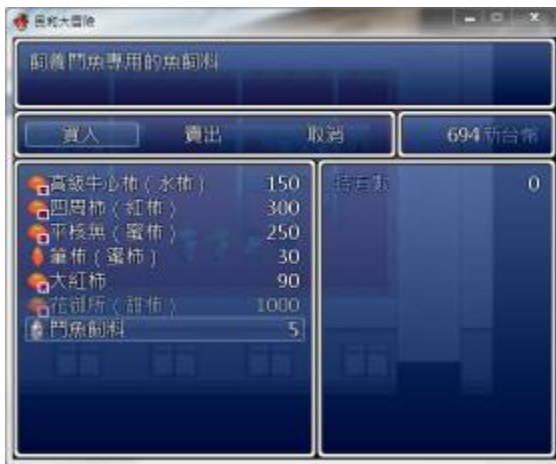 長和大冒險
飼養鬥魚專用的魚飼料
買入 賣出 取消 694 新台幣
高級牛心柿(水柿) 150
四周柿(紅柿) 300
平核無(蜜柿) 250
筆柿(蜜柿) 30
大紅柿 90
花御所(甜柿) 1000
鬥魚飼料 5
持有數 0